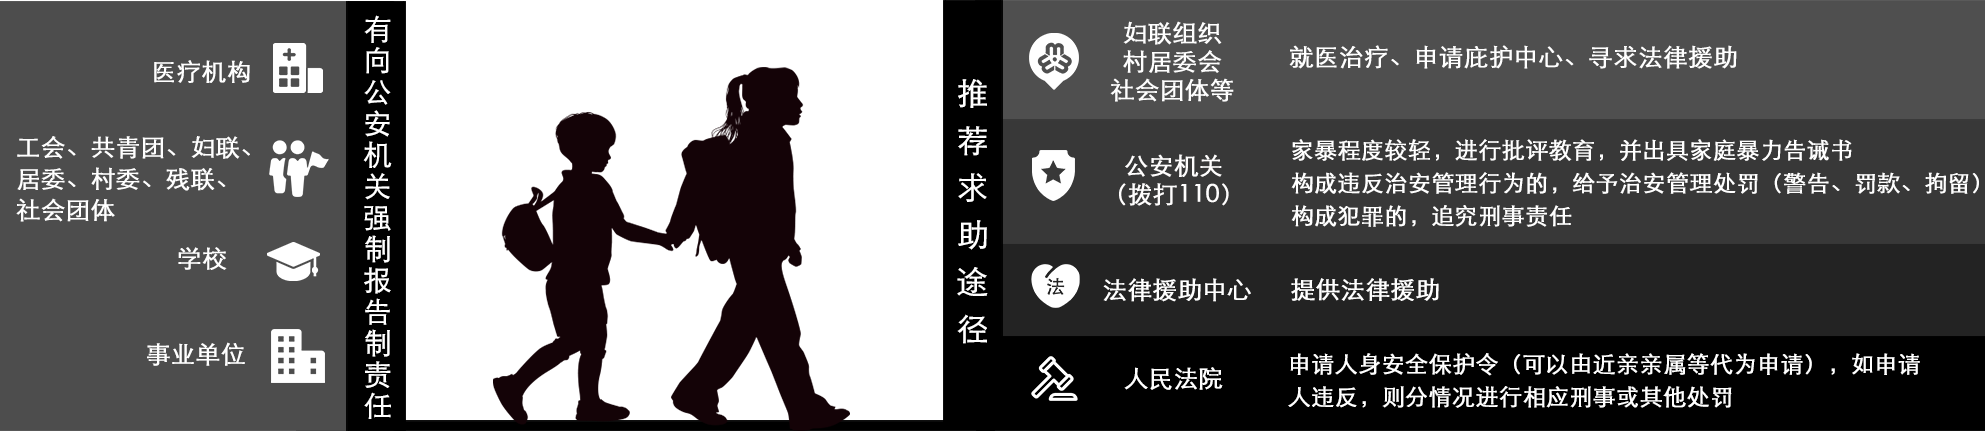 医疗机构
工会、共青团、妇联、
居委、村委、残联、
社会团体
学校
事业单位
有向公安机关强制报告制责任
推荐求助途径
妇联组织
村居委会
社会团体等
就医治疗、申请庇护中心、寻求法律援助
公安机关
（拨打110）
家暴程度较轻，进行批评教育，并出具家庭暴力告诫书
构成违反治安管理行为的，给予治安管理处罚（警告、罚款、拘留）
构成犯罪的，追究刑事责任
法
法律援助中心
提供法律援助
人民法院
申请人身安全保护令（可以由近亲亲属等代为申请），如申请
人违反，则分情况进行相应刑事或其他处罚